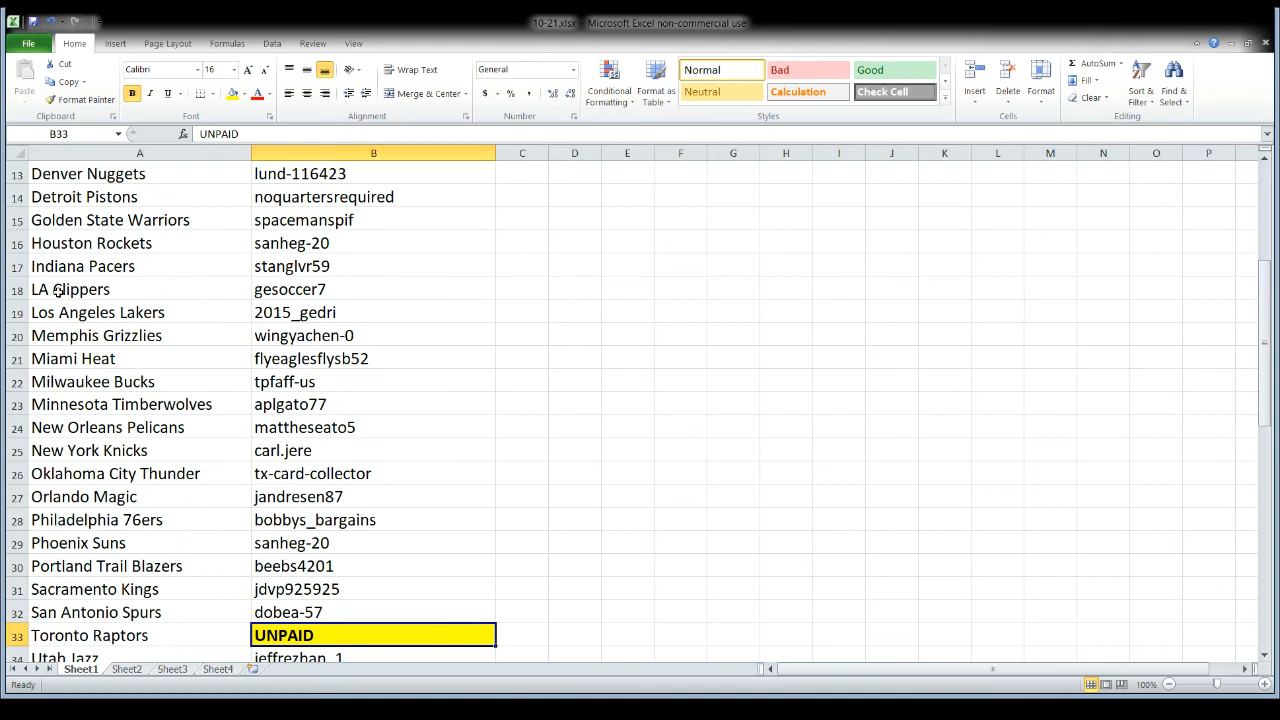 10-21.xlsx - Microsoft Excel non-commercial use
File Home Insert Page Layout Formulas Data Review View
Paste Cut Copy Format Painter Clipboard
Calibri 16 A A B I U A Font
Wrap Text Merge & Center Alignment
General $ % , Number
Conditional Formatting Format as Table
Normal Bad Good
Neutral Calculation Check Cell
Styles
Insert Delete Format Cells
AutoSum Fill Clear Sort & Filter Find & Select Editing
B33 fx UNPAID
A B C D E F G H I J K L M N O P
13 Denver Nuggets lund-116423
14 Detroit Pistons noquartersrequired
15 Golden State Warriors spacemanspif
16 Houston Rockets sanheg-20
17 Indiana Pacers stanglvr59
18 LA Clippers gesoccer7
19 Los Angeles Lakers 2015_gedri
20 Memphis Grizzlies wingyachen-0
21 Miami Heat flyeaglesflysb52
22 Milwaukee Bucks tpfaff-us
23 Minnesota Timberwolves aplgato77
24 New Orleans Pelicans mattheseato5
25 New York Knicks carl.jere
26 Oklahoma City Thunder tx-card-collector
27 Orlando Magic jandresen87
28 Philadelphia 76ers bobbys_bargains
29 Phoenix Suns sanheg-20
30 Portland Trail Blazers beebs4201
31 Sacramento Kings jdvp925925
32 San Antonio Spurs dobea-57
33 Toronto Raptors UNPAID
34 Utah Jazz jeffrezhan_1
Sheet1 Sheet2 Sheet3 Sheet4
Ready 100%